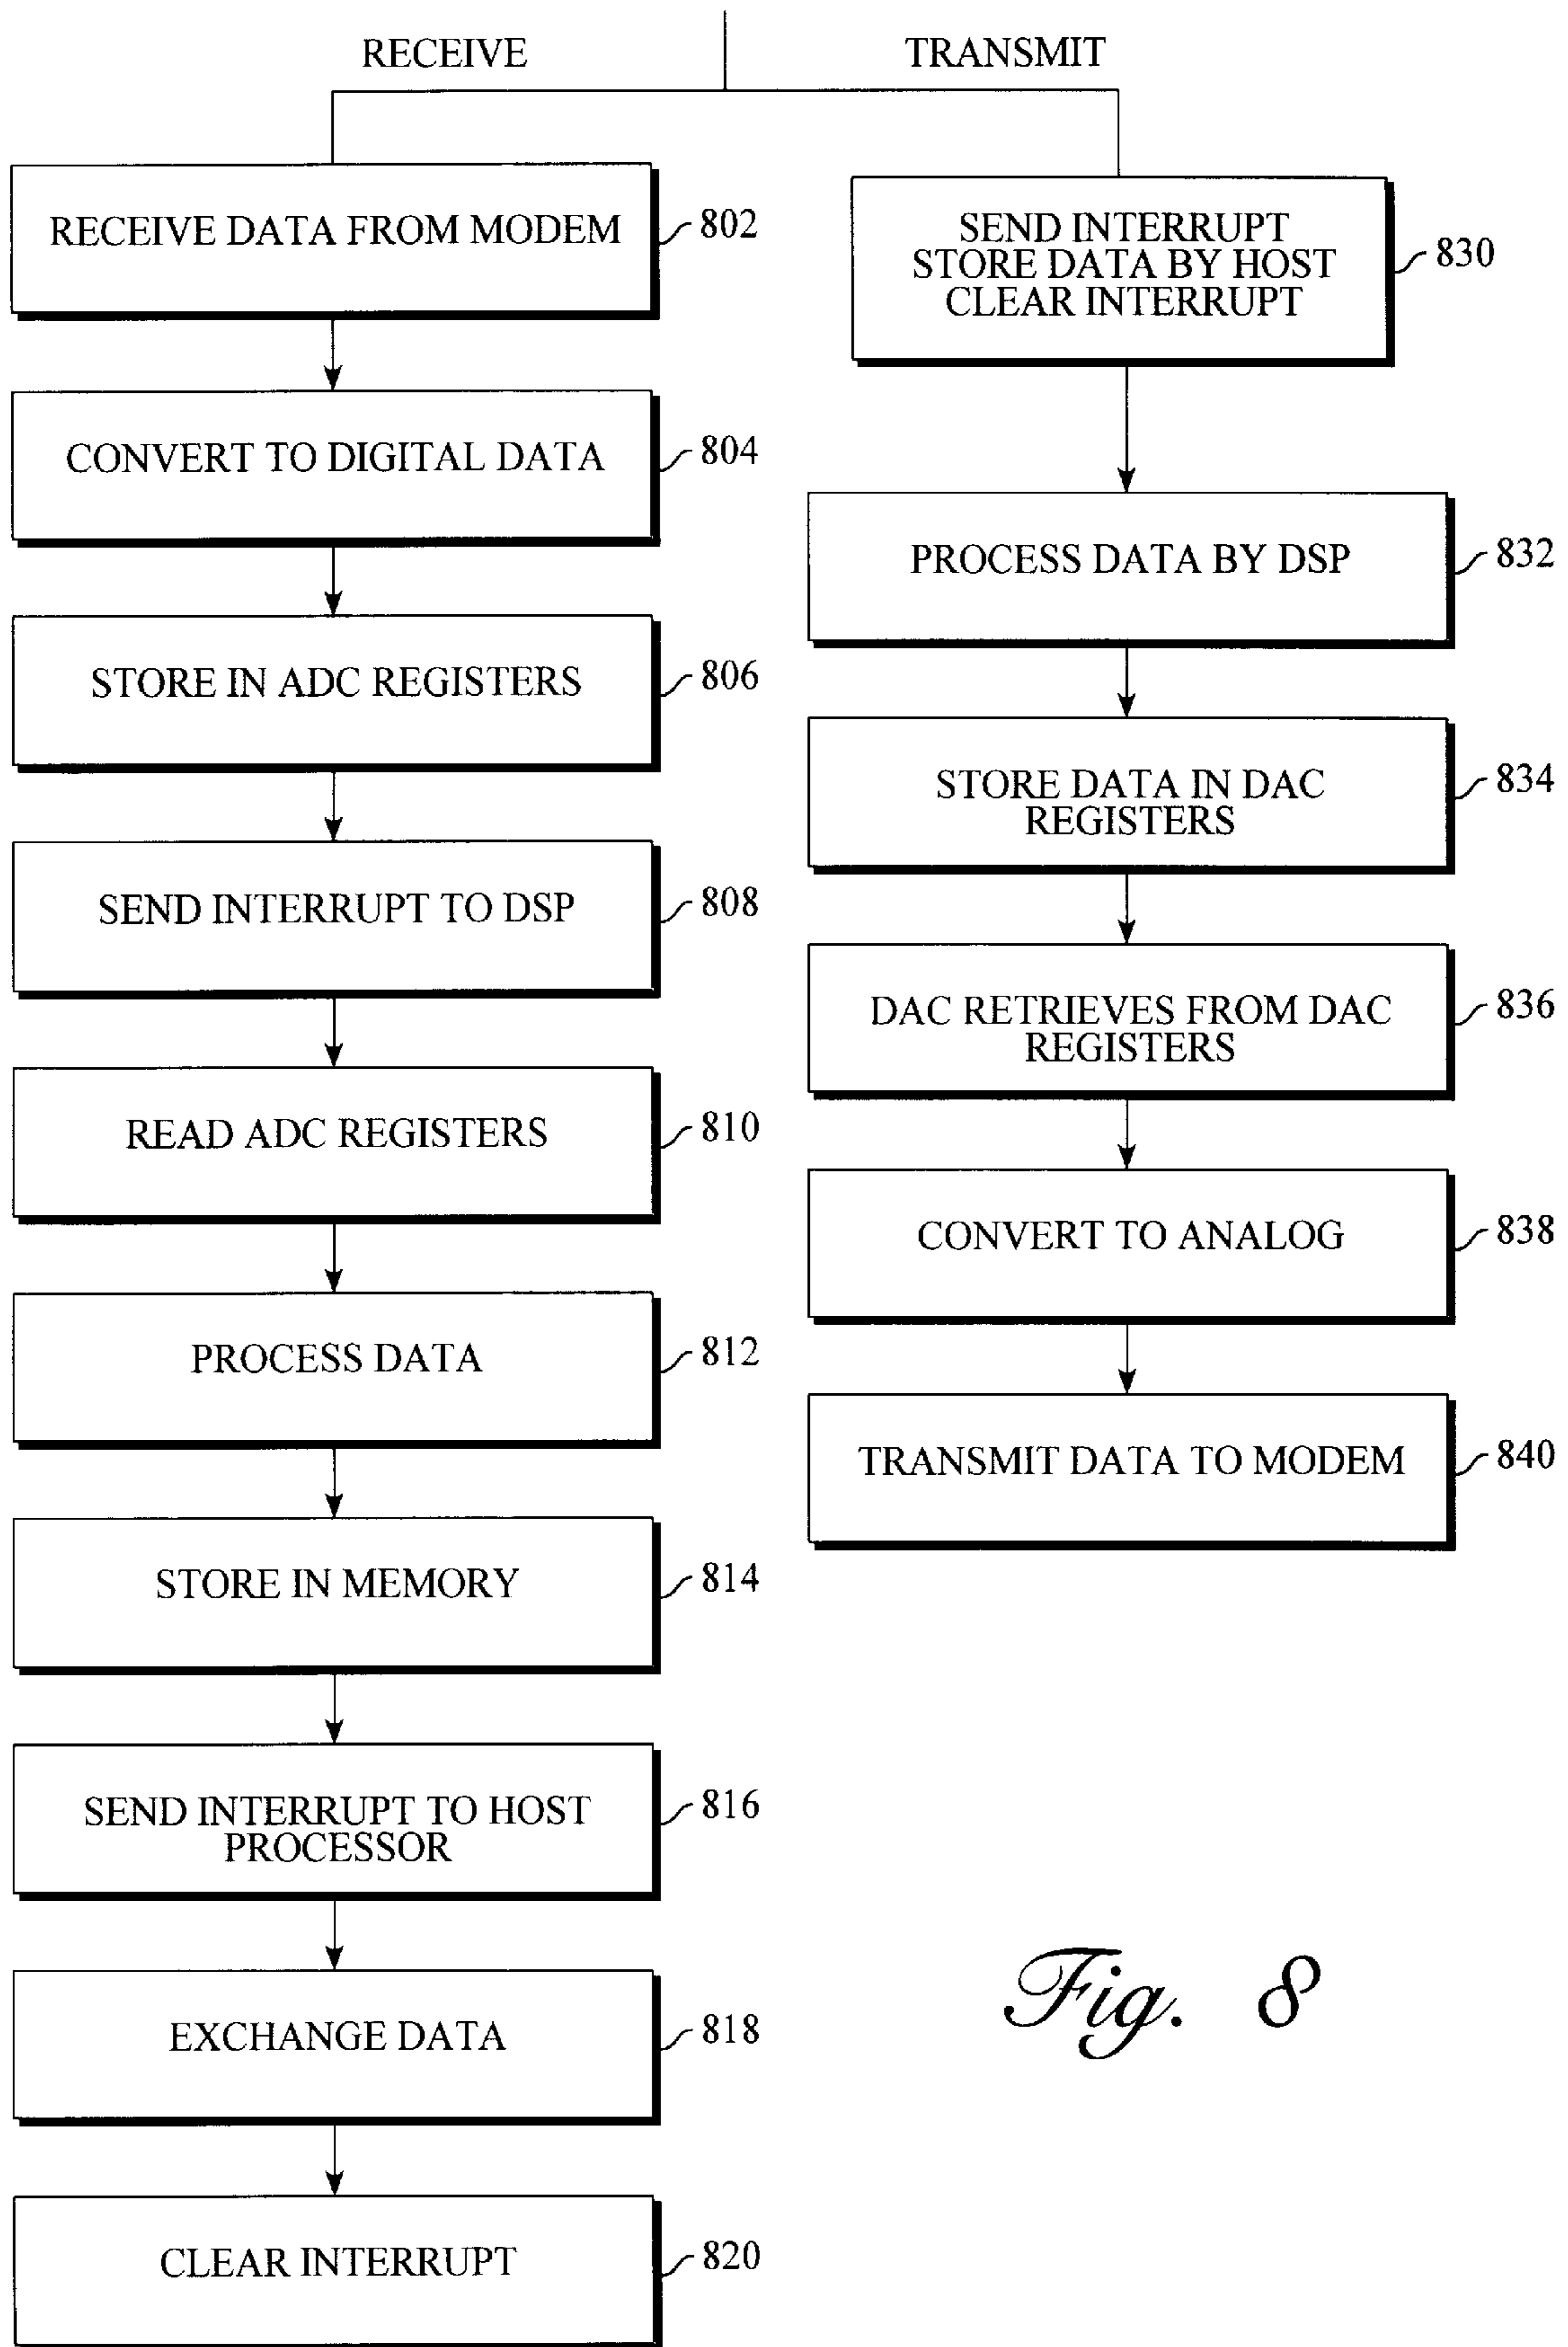 RECEIVE
TRANSMIT
RECEIVE DATA FROM MODEM
802
CONVERT TO DIGITAL DATA
804
STORE IN ADC REGISTERS
806
SEND INTERRUPT TO DSP
808
READ ADC REGISTERS
810
PROCESS DATA
812
STORE IN MEMORY
814
SEND INTERRUPT TO HOST
PROCESSOR
816
EXCHANGE DATA
818
CLEAR INTERRUPT
820
SEND INTERRUPT
STORE DATA BY HOST
CLEAR INTERRUPT
830
PROCESS DATA BY DSP
832
STORE DATA IN DAC
REGISTERS
834
DAC RETRIEVES FROM DAC
REGISTERS
836
CONVERT TO ANALOG
838
TRANSMIT DATA TO MODEM
840
Fig. 8